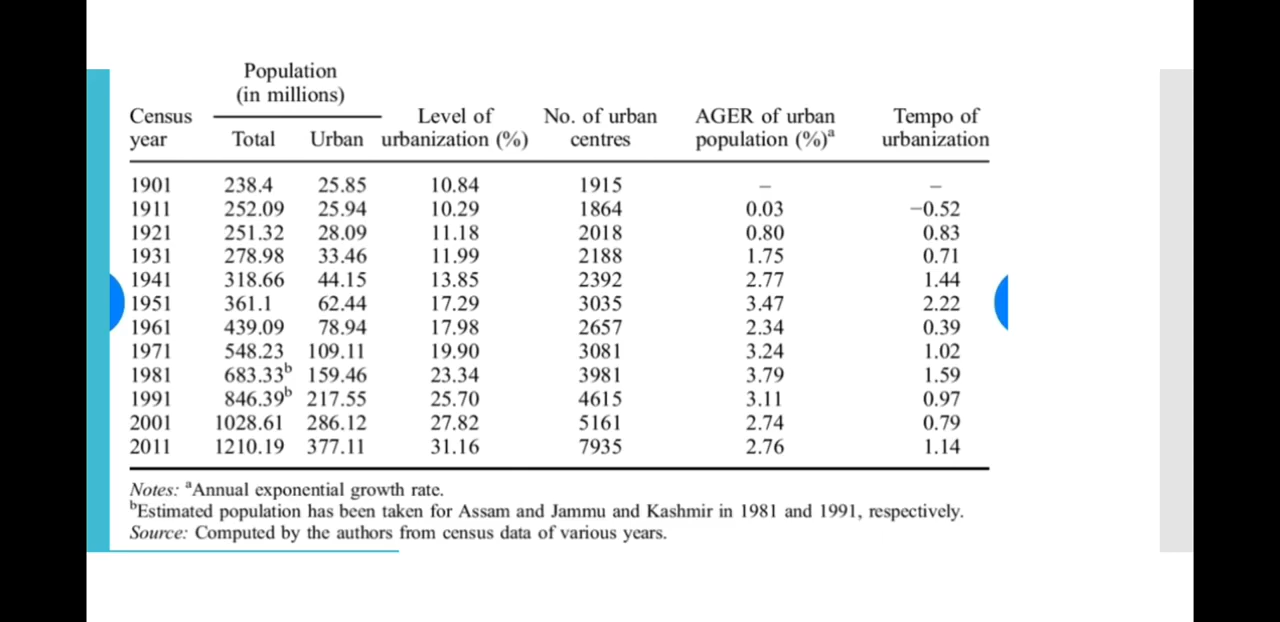 Population
(in millions)
Census year Total Urban Level of urbanization (%) No. of urban centres AGER of urban population (%)ᵃ Tempo of urbanization
1901 238.4 25.85 10.84 1915 – –
1911 252.09 25.94 10.29 1864 0.03 −0.52
1921 251.32 28.09 11.18 2018 0.80 0.83
1931 278.98 33.46 11.99 2188 1.75 0.71
1941 318.66 44.15 13.85 2392 2.77 1.44
1951 361.1 62.44 17.29 3035 3.47 2.22
1961 439.09 78.94 17.98 2657 2.34 0.39
1971 548.23 109.11 19.90 3081 3.24 1.02
1981 683.33ᵇ 159.46 23.34 3981 3.79 1.59
1991 846.39ᵇ 217.55 25.70 4615 3.11 0.97
2001 1028.61 286.12 27.82 5161 2.74 0.79
2011 1210.19 377.11 31.16 7935 2.76 1.14
Notes: ᵃAnnual exponential growth rate.
ᵇEstimated population has been taken for Assam and Jammu and Kashmir in 1981 and 1991, respectively.
Source: Computed by the authors from census data of various years.